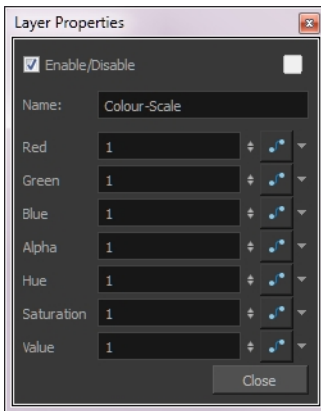 Layer Properties
Enable/Disable
Name: Colour-Scale
Red 1
Green 1
Blue 1
Alpha 1
Hue 1
Saturation 1
Value 1
Close